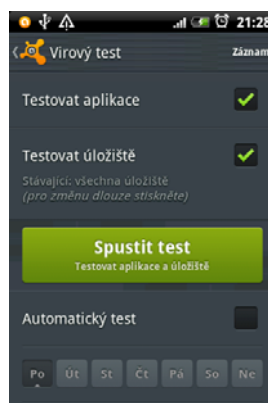 21:28
Virový test
Záznam
Testovat aplikace
Testovat úložiště
Stávající: všechna úložiště
(pro změnu dlouze stiskněte)
Spustit test
Testovat aplikace a úložiště
Automatický test
Po Út St Čt Pá So Ne